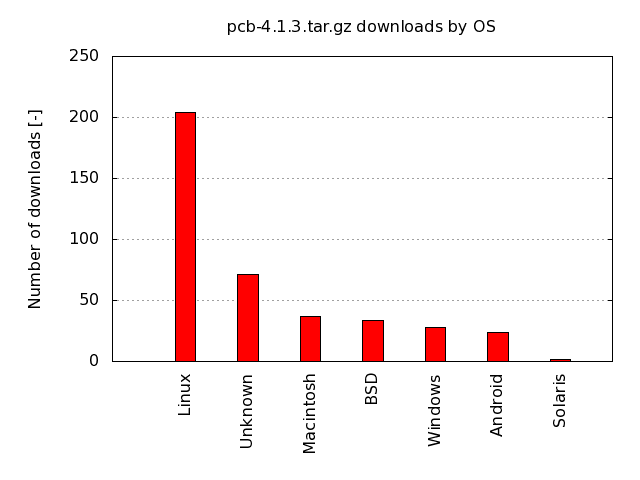 pcb-4.1.3.tar.gz downloads by OS
250
200
150
100
50
0
Number of downloads [-]
Linux
Unknown
Macintosh
BSD
Windows
Android
Solaris